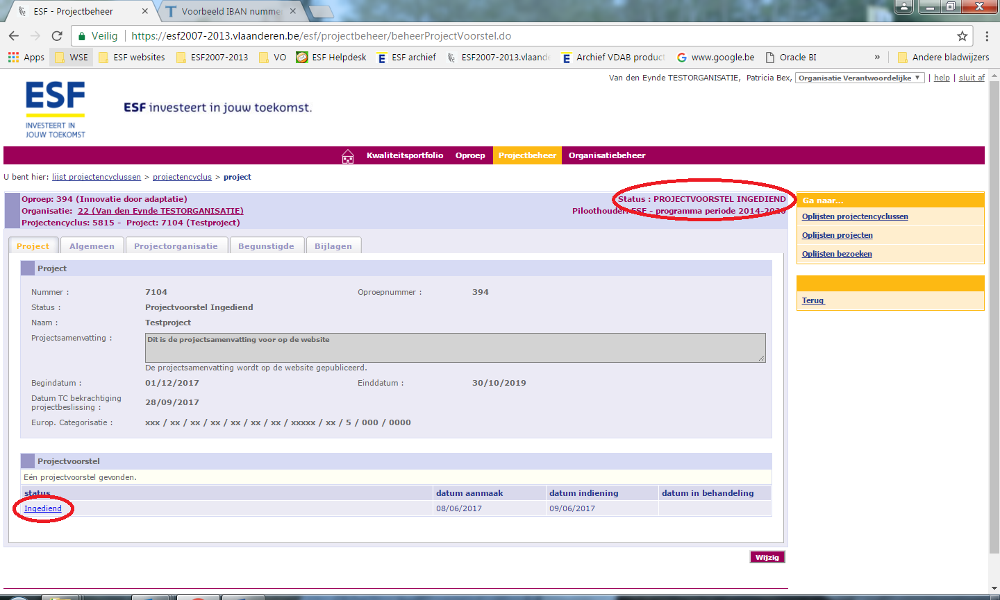 ESF - Projectbeheer
Voorbeeld IBAN numme
Veilig https://esf2007-2013.vlaanderen.be/esf/projectbeheer/beheerProjectVoorstel.do
Apps WSE ESF websites ESF2007-2013 VO ESF Helpdesk ESF archief ESF2007-2013.vlaande Archief VDAB product www.google.be Oracle BI » Andere bladwijzers
Van den Eynde TESTORGANISATIE, Patricia Bex, Organisatie Verantwoordelijke ▼ | help | sluit af
ESF
INVESTEERT IN
JOUW TOEKOMST
ESF investeert in jouw toekomst.
Kwaliteitsportfolio Oproep Projectbeheer Organisatiebeheer
U bent hier: lijst projectencyclussen > projectencyclus > project
Oproep: 394 (Innovatie door adaptatie)
Organisatie: 22 (Van den Eynde TESTORGANISATIE)
Projectencyclus: 5815 - Project: 7104 (Testproject)
Status : PROJECTVOORSTEL INGEDIEND
Piloothouder: ESF - programma periode 2014-2020
Ga naar...
Oplijsten projectencyclussen
Oplijsten projecten
Oplijsten bezoeken
Terug
Project Algemeen Projectorganisatie Begunstigde Bijlagen
Project
Nummer : 7104 Oproepnummer : 394
Status : Projectvoorstel Ingediend
Naam : Testproject
Projectsamenvatting : Dit is de projectsamenvatting voor op de website
De projectsamenvatting wordt op de website gepubliceerd.
Begindatum : 01/12/2017 Einddatum : 30/10/2019
Datum TC bekrachtiging
projectbeslissing : 28/09/2017
Europ. Categorisatie : xxx / xx / xx / xx / xx / xx / xx / xxxxx / xx / 5 / 000 / 0000
Projectvoorstel
Eén projectvoorstel gevonden.
status datum aanmaak datum indiening datum in behandeling
Ingediend 08/06/2017 09/06/2017
Wijzig